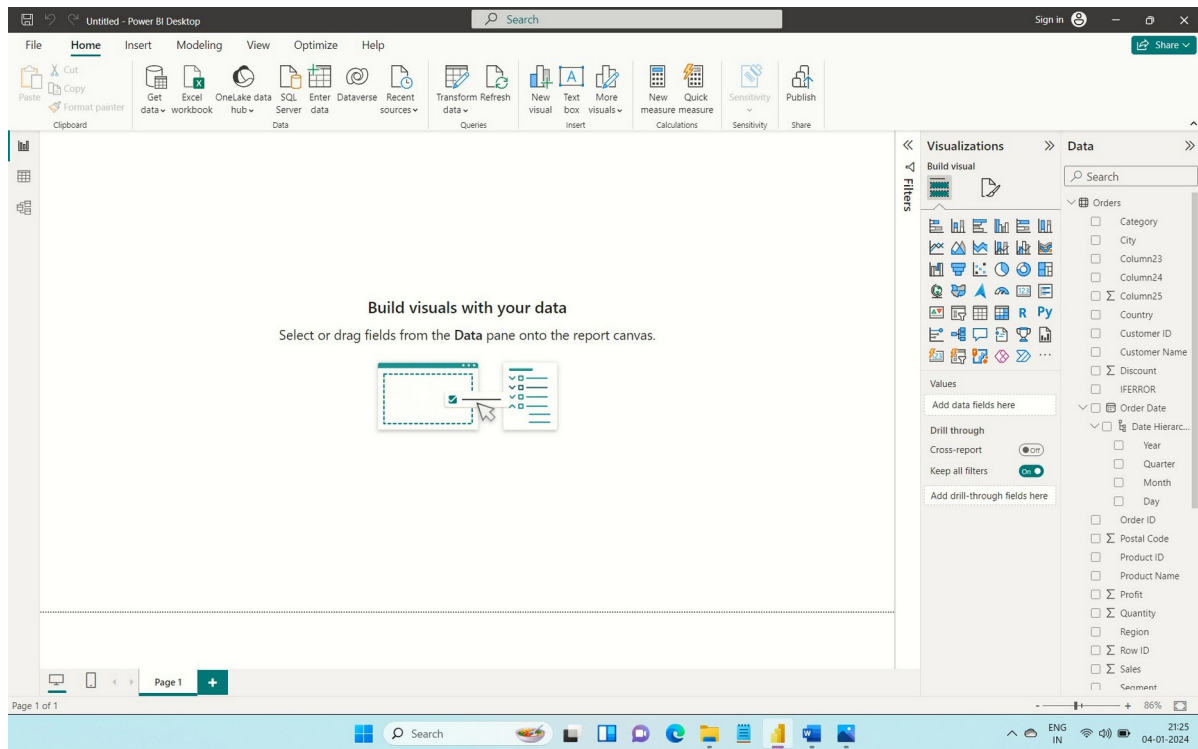 Untitled - Power BI Desktop
Search
Sign in
File Home Insert Modeling View Optimize Help
Share
Paste
Cut
Copy
Format painter
Clipboard
Get data
Excel workbook
OneLake data hub
SQL Server
Enter data
Dataverse
Recent sources
Data
Transform data
Refresh
Queries
New visual
Text box
More visuals
Insert
New measure
Quick measure
Calculations
Sensitivity
Sensitivity
Publish
Share
Build visuals with your data
Select or drag fields from the Data pane onto the report canvas.
Filters
Visualizations
Build visual
123
R Py
Values
Add data fields here
Drill through
Cross-report Off
Keep all filters On
Add drill-through fields here
Data
Search
Orders
Category
City
Column23
Column24
∑ Column25
Country
Customer ID
Customer Name
∑ Discount
IFERROR
Order Date
Date Hierarc...
Year
Quarter
Month
Day
Order ID
∑ Postal Code
Product ID
Product Name
∑ Profit
∑ Quantity
Region
∑ Row ID
∑ Sales
Segment
Page 1
Page 1 of 1
86%
Search
ENG
IN
21:25
04-01-2024